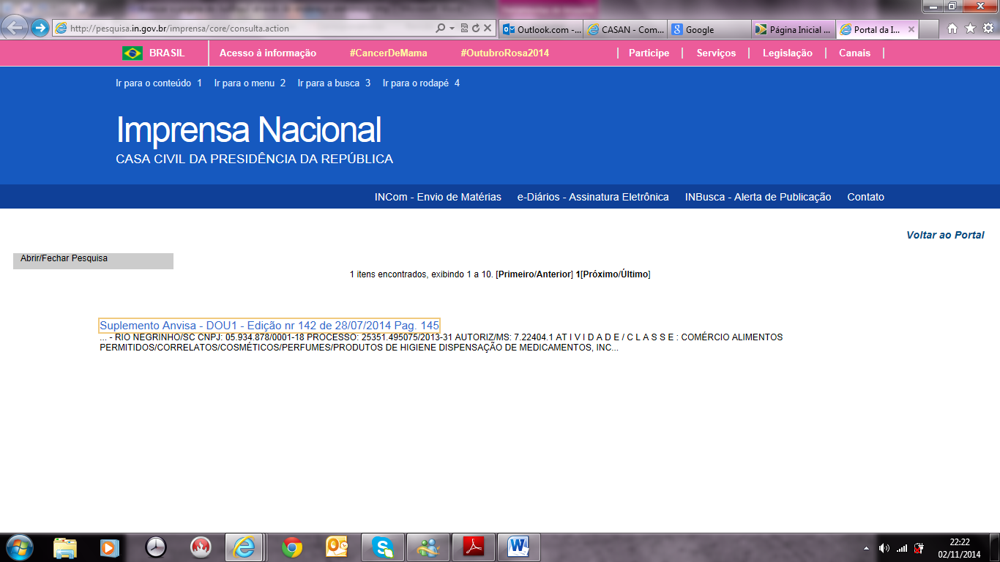 http://pesquisa.in.gov.br/imprensa/core/consulta.action
Outlook.com -...
CASAN - Com...
Google
Página Inicial ...
Portal da I...
BRASIL
Acesso à informação
#CancerDeMama
#OutubroRosa2014
Participe
Serviços
Legislação
Canais
Ir para o conteúdo 1 Ir para o menu 2 Ir para a busca 3 Ir para o rodapé 4
Imprensa Nacional
CASA CIVIL DA PRESIDÊNCIA DA REPÚBLICA
INCom - Envio de Matérias e-Diários - Assinatura Eletrônica INBusca - Alerta de Publicação Contato
Voltar ao Portal
Abrir/Fechar Pesquisa
1 itens encontrados, exibindo 1 a 10. [Primeiro/Anterior] 1[Próximo/Último]
Suplemento Anvisa - DOU1 - Edição nr 142 de 28/07/2014 Pag. 145
... - RIO NEGRINHO/SC CNPJ: 05.934.878/0001-18 PROCESSO: 25351.495075/2013-31 AUTORIZ/MS: 7.22404.1 AT I V I D A D E / C L A S S E : COMÉRCIO ALIMENTOS
PERMITIDOS/CORRELATOS/COSMÉTICOS/PERFUMES/PRODUTOS DE HIGIENE DISPENSAÇÃO DE MEDICAMENTOS, INC...
22:22
02/11/2014